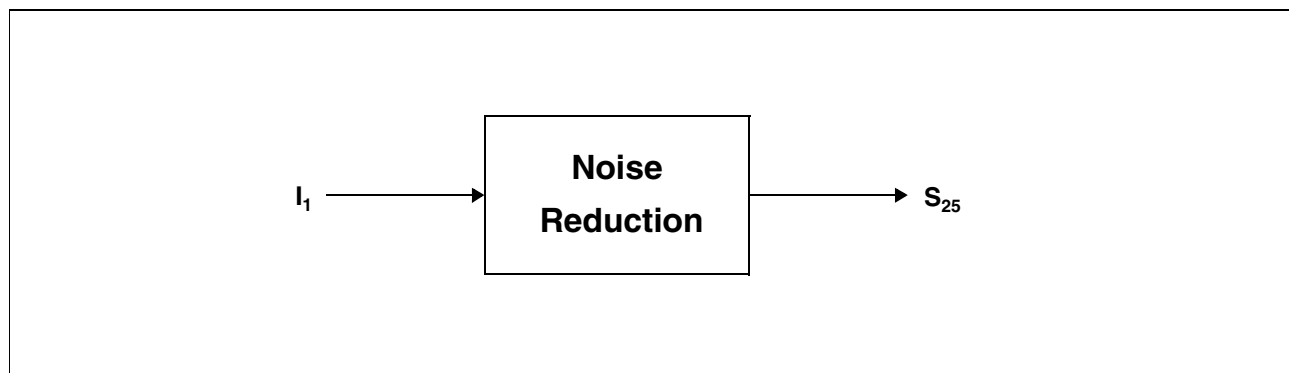 Noise
Reduction
I₁
S₂₅